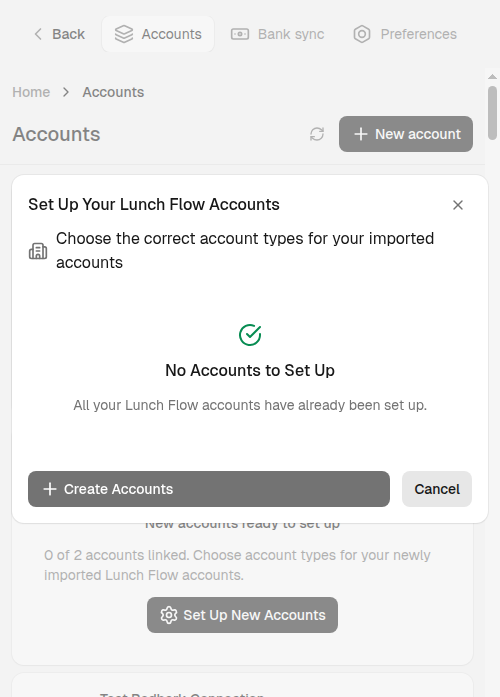 Back
Accounts
Bank sync
Preferences
Home
Accounts
Accounts
New account
Set Up Your Lunch Flow Accounts
Choose the correct account types for your imported
accounts
No Accounts to Set Up
All your Lunch Flow accounts have already been set up.
Create Accounts
Cancel
New accounts ready to set up
0 of 2 accounts linked. Choose account types for your newly
imported Lunch Flow accounts.
Set Up New Accounts